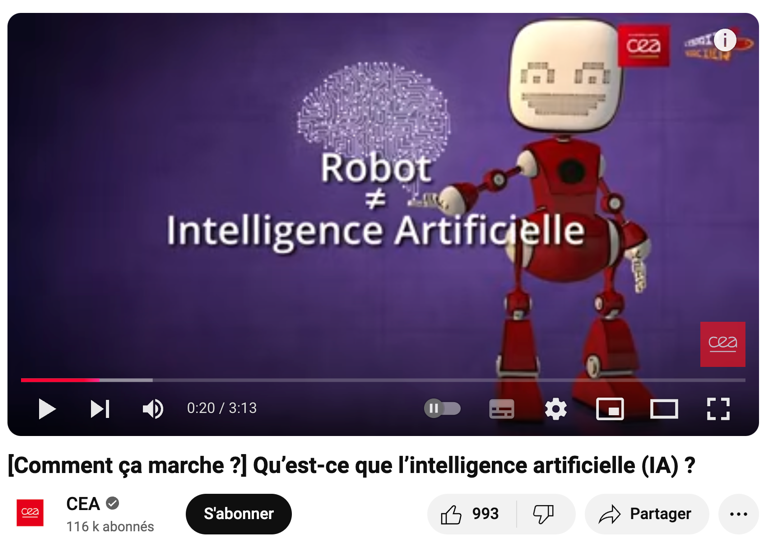 cea
i
Robot
≠
Intelligence Artificielle
cea
0:20 / 3:13
[Comment ça marche ?] Qu’est-ce que l’intelligence artificielle (IA) ?
cea
CEA
116 k abonnés
S'abonner
993
Partager